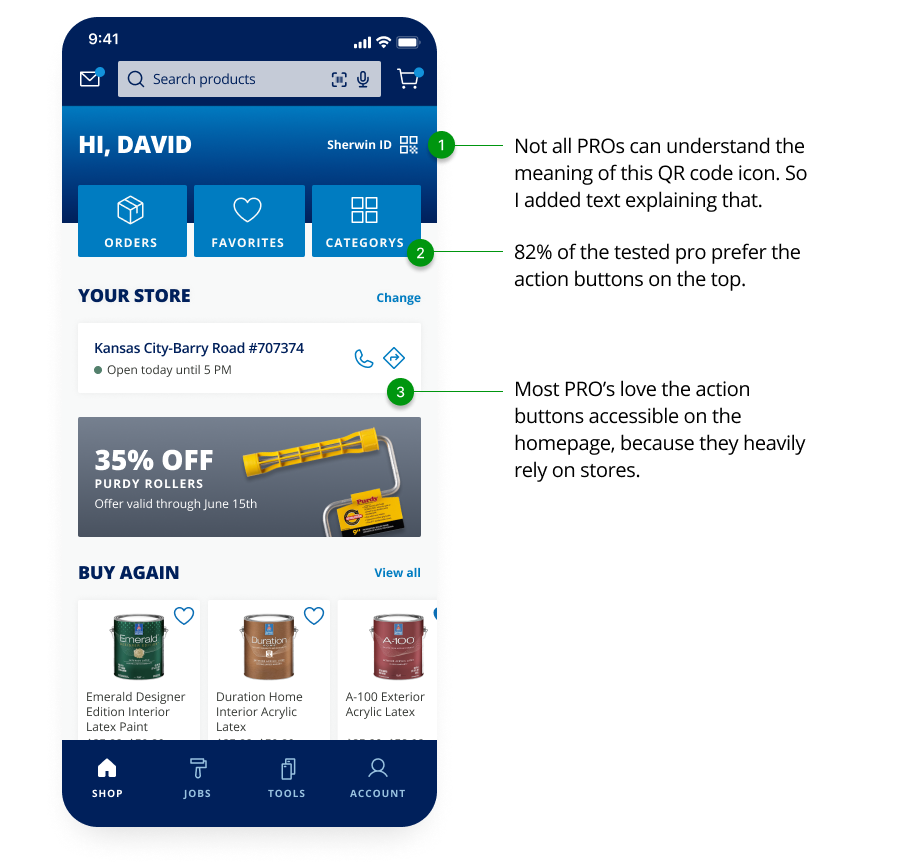 9:41
Search products
HI, DAVID
Sherwin ID
1
Not all PROs can understand the
meaning of this QR code icon. So
I added text explaining that.
ORDERS
FAVORITES
CATEGORYS
2
82% of the tested pro prefer the
action buttons on the top.
YOUR STORE
Change
Kansas City-Barry Road #707374
Open today until 5 PM
3
Most PRO’s love the action
buttons accessible on the
homepage, because they heavily
rely on stores.
35% OFF
PURDY ROLLERS
Offer valid through June 15th
Purdy
9"
BUY AGAIN
View all
Emerald
Duration
A-100
Emerald Designer
Edition Interior
Latex Paint
Duration Home
Interior Acrylic
Latex
A-100 Exterior
Acrylic Latex
SHOP
JOBS
TOOLS
ACCOUNT